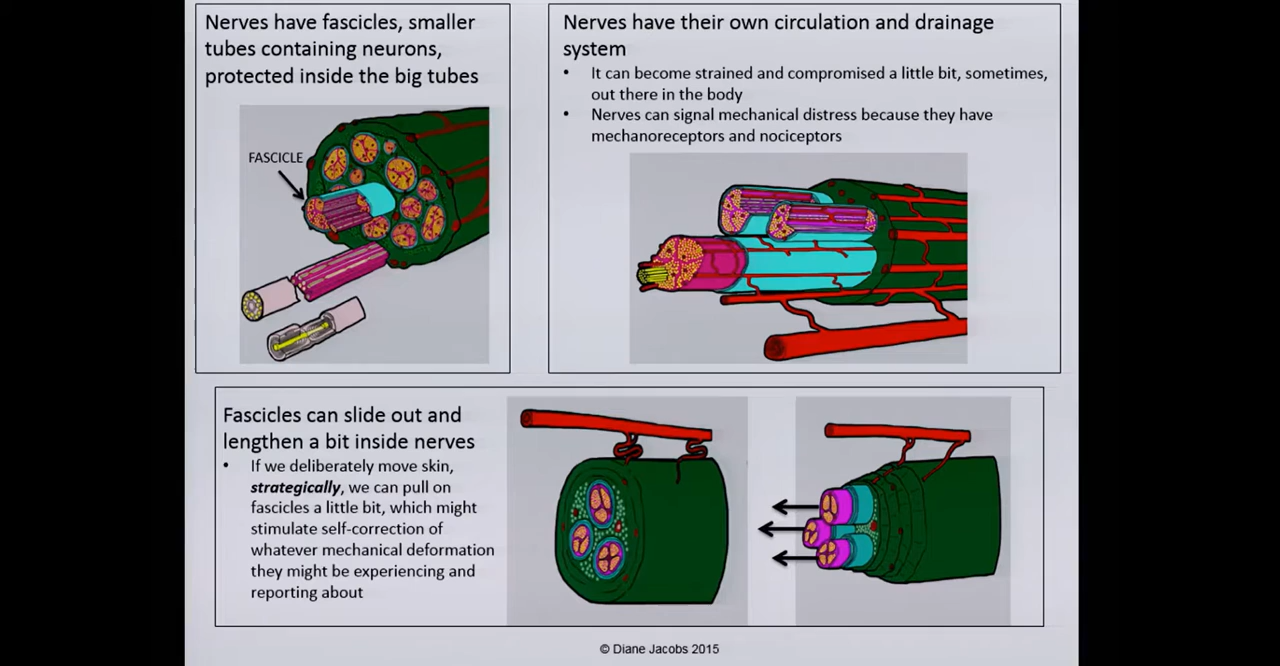 Nerves have fascicles, smaller
tubes containing neurons,
protected inside the big tubes
FASCICLE
Nerves have their own circulation and drainage
system
• It can become strained and compromised a little bit, sometimes,
out there in the body
• Nerves can signal mechanical distress because they have
mechanoreceptors and nociceptors
Fascicles can slide out and
lengthen a bit inside nerves
• If we deliberately move skin,
strategically, we can pull on
fascicles a little bit, which might
stimulate self-correction of
whatever mechanical deformation
they might be experiencing and
reporting about
© Diane Jacobs 2015